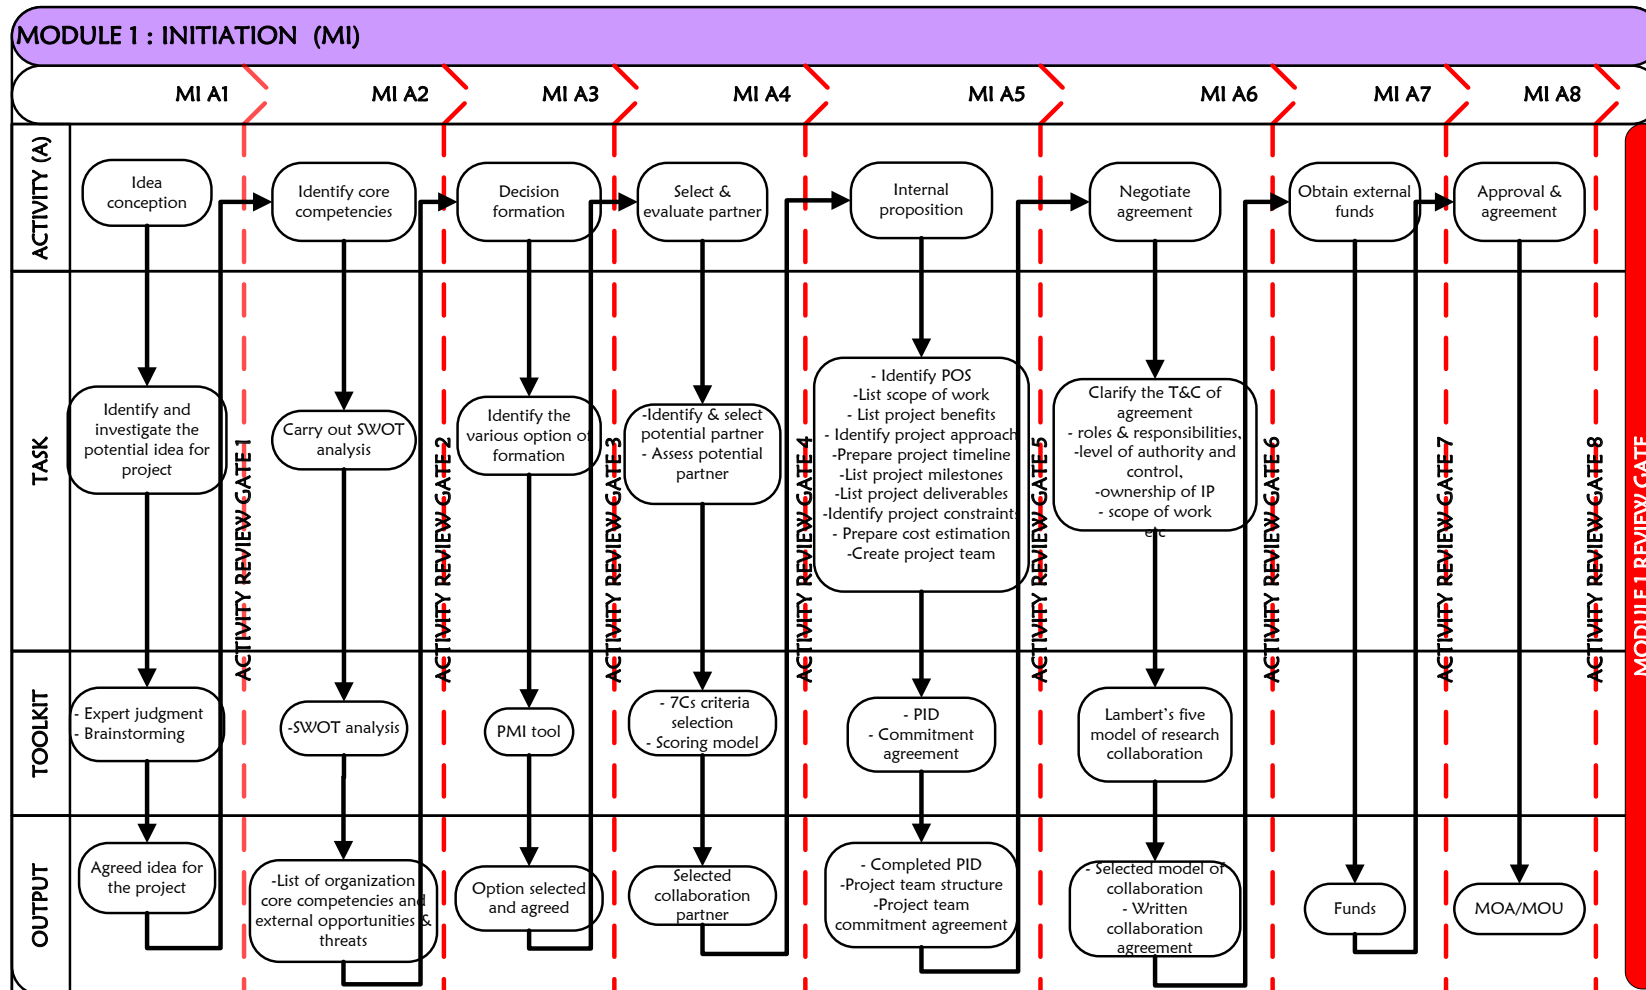 MODULE 1 : INITIATION (MI)
MI A1
MI A2
MI A3
MI A4
MI A5
MI A6
MI A7
MI A8
ACTIVITY (A)
Idea
conception
Identify core
competencies
Decision
formation
Select &
evaluate partner
Internal
proposition
Negotiate
agreement
Obtain external
funds
Approval &
agreement
TASK
Identify and
investigate the
potential idea for
project
Carry out SWOT
analysis
Identify the
various option of
formation
-Identify & select
potential partner
- Assess potential
partner
- Identify POS
-List scope of work
- List project benefits
- Identify project approach
-Prepare project timeline
-List project milestones
-List project deliverables
-Identify project constraints
- Prepare cost estimation
-Create project team
Clarify the T&C of
agreement
- roles & responsibilities,
-level of authority and
control,
-ownership of IP
- scope of work
etc
ACTIVITY REVIEW GATE 1
ACTIVITY REVIEW GATE 2
ACTIVITY REVIEW GATE 3
ACTIVITY REVIEW GATE 4
ACTIVITY REVIEW GATE 5
ACTIVITY REVIEW GATE 6
ACTIVITY REVIEW GATE 7
ACTIVITY REVIEW GATE 8
MODULE 1 REVIEW GATE
TOOLKIT
- Expert judgment
- Brainstorming
-SWOT analysis
PMI tool
- 7Cs criteria
selection
- Scoring model
- PID
- Commitment
agreement
Lambert's five
model of research
collaboration
OUTPUT
Agreed idea for
the project
-List of organization
core competencies and
external opportunities &
threats
Option selected
and agreed
Selected
collaboration
partner
- Completed PID
-Project team structure
-Project team
commitment agreement
- Selected model of
collaboration
- Written
collaboration
agreement
Funds
MOA/MOU